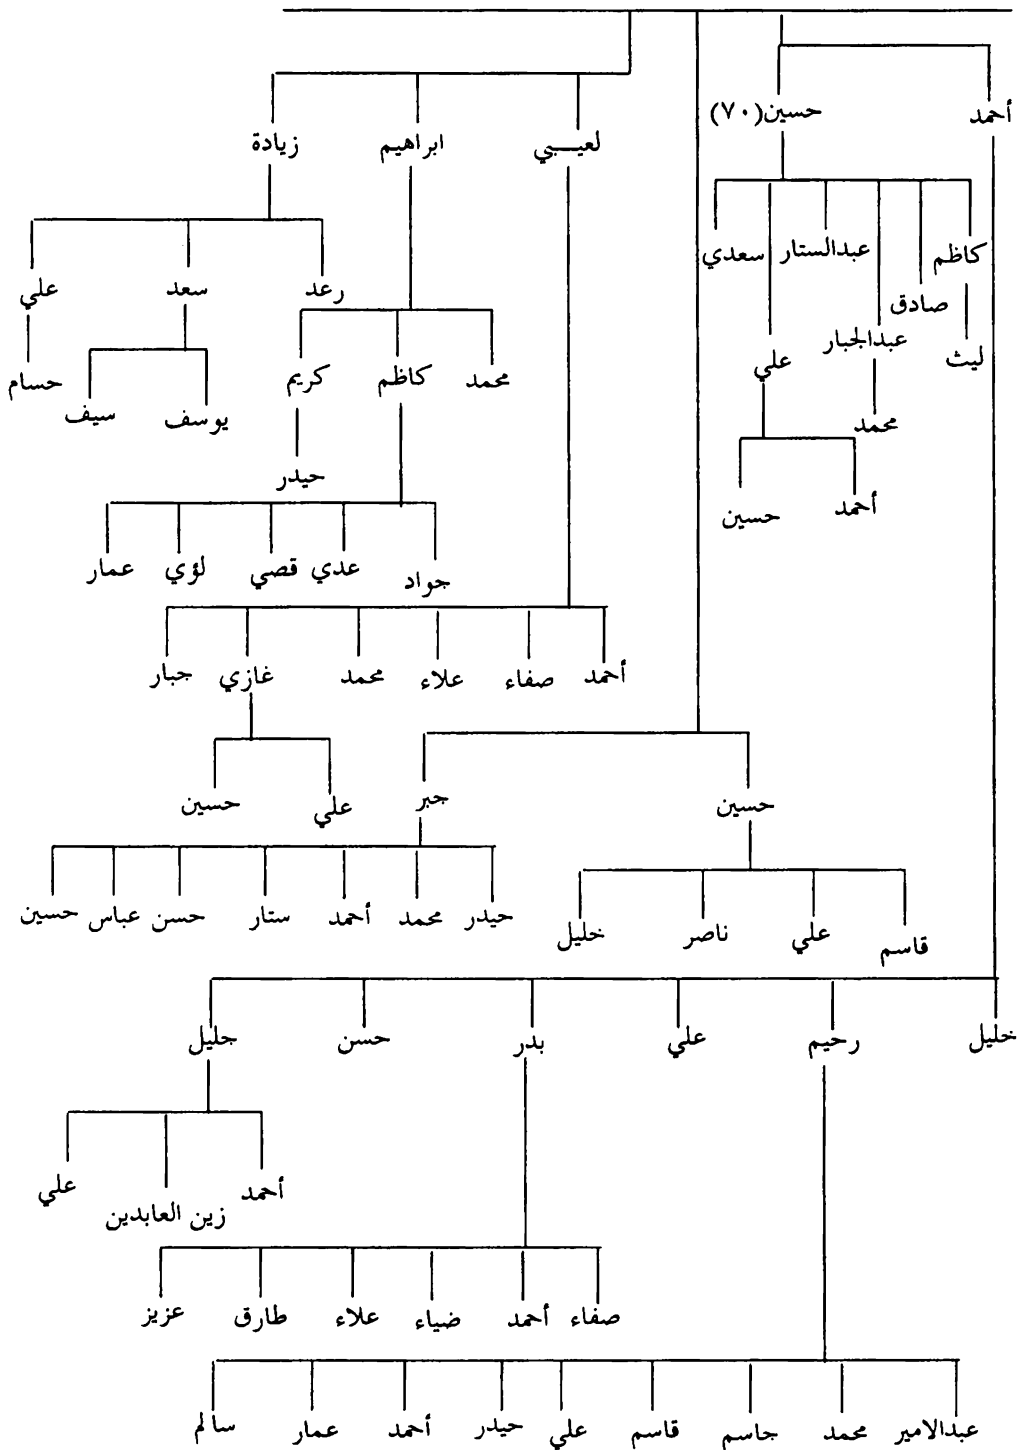 أحمد حسين(٧٠)
لعيبي ابراهيم زيادة
كاظم عبدالستار سعدي
صادق رعد سعد علي
ليث عبدالجبار علي
محمد كاظم كريم حسام
محمد يوسف سيف
حيدر
أحمد حسين
جواد عدي قصي لؤي عمار
أحمد صفاء علاء محمد غازي جبار
حسين جبر علي حسين
حيدر محمد أحمد ستار حسن عباس حسين
قاسم علي ناصر خليل
خليل رحيم علي بدر حسن جليل
أحمد زين العابدين علي
صفاء أحمد ضياء علاء طارق عزيز
عبدالامير محمد جاسم قاسم علي حيدر أحمد عمار سالم